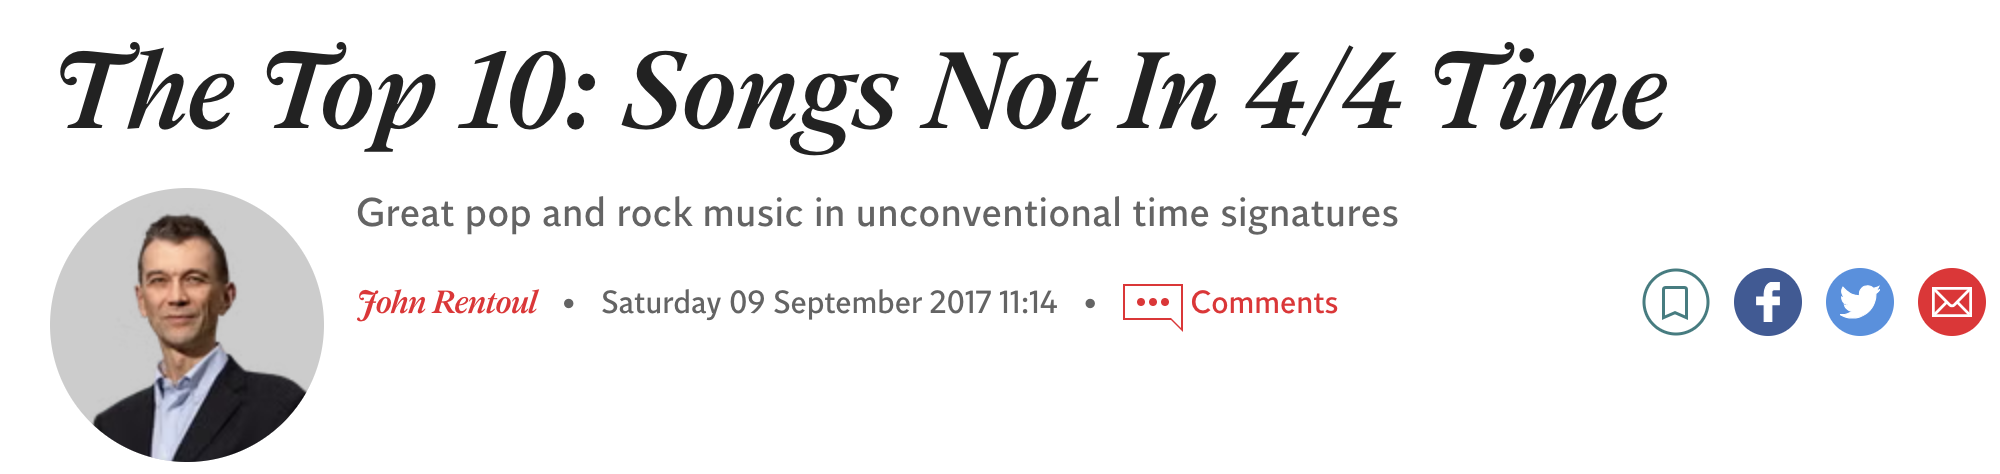 The Top 10: Songs Not In 4/4 Time
Great pop and rock music in unconventional time signatures
John Rentoul • Saturday 09 September 2017 11:14 • Comments